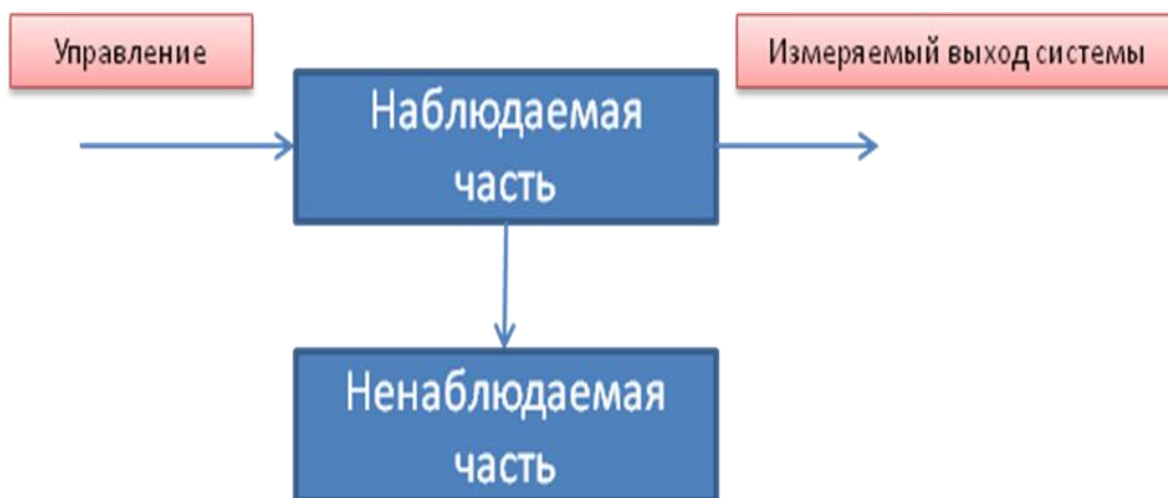 Управление
Измеряемый выход системы
Наблюдаемая
часть
Ненаблюдаемая
часть